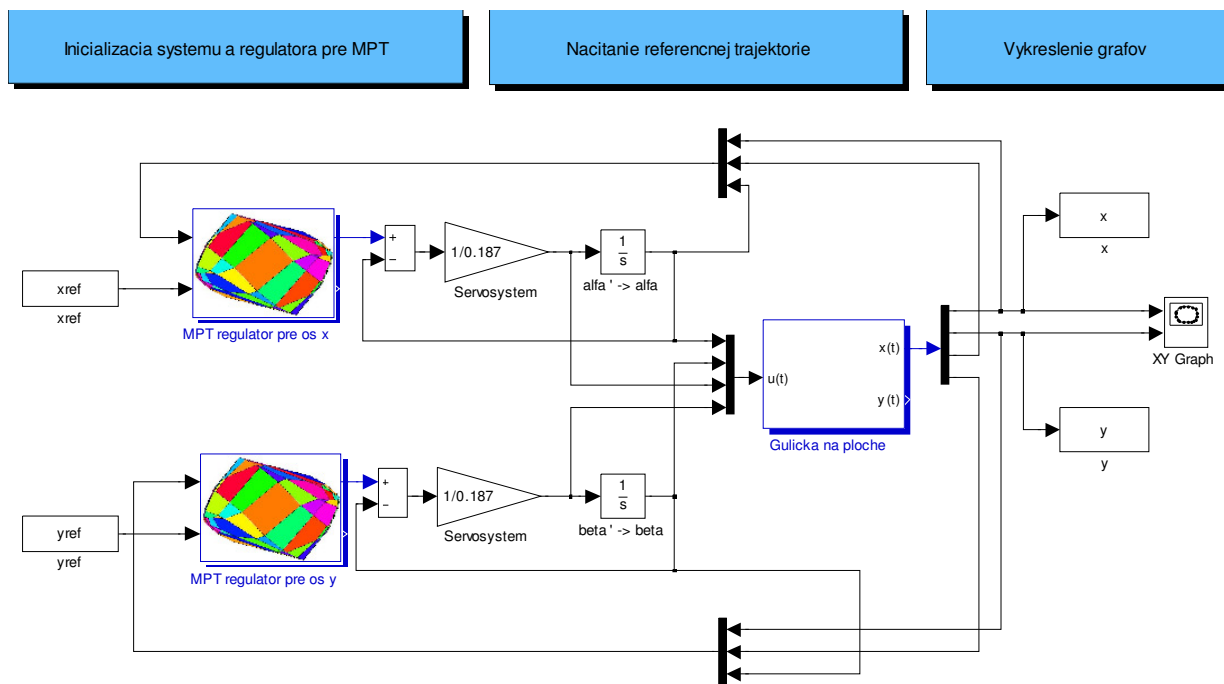 Inicializacia systemu a regulatora pre MPT
Nacitanie referencnej trajektorie
Vykreslenie grafov
xref
xref
MPT regulator pre os x
+
−
1/0.187
Servosystem
1
s
alfa ' -> alfa
x
x
XY Graph
u(t)
x(t)
y (t)
Gulicka na ploche
y
y
yref
yref
MPT regulator pre os y
+
−
1/0.187
Servosystem
1
s
beta ' -> beta